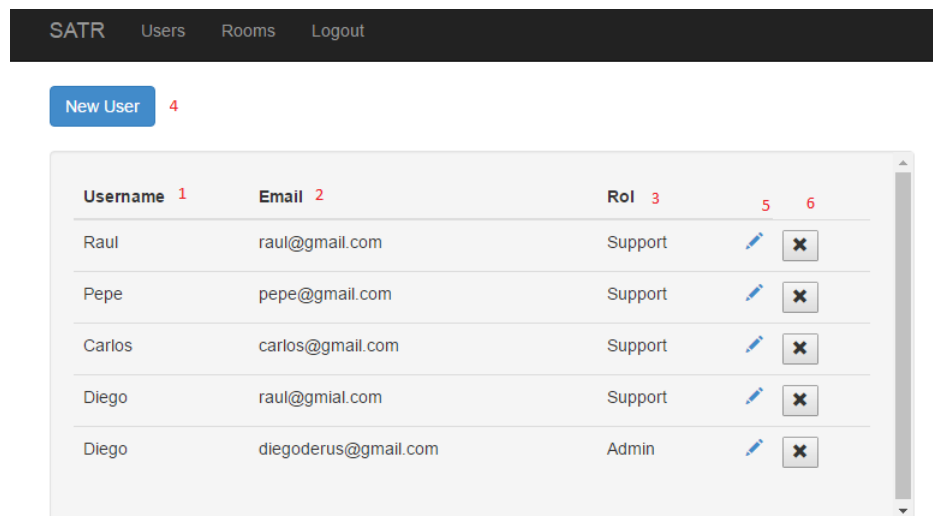 SATR Users Rooms Logout
New User 4
Username 1 Email 2 Rol 3 5 6
Raul raul@gmail.com Support
Pepe pepe@gmail.com Support
Carlos carlos@gmail.com Support
Diego raul@gmial.com Support
Diego diegoderus@gmail.com Admin